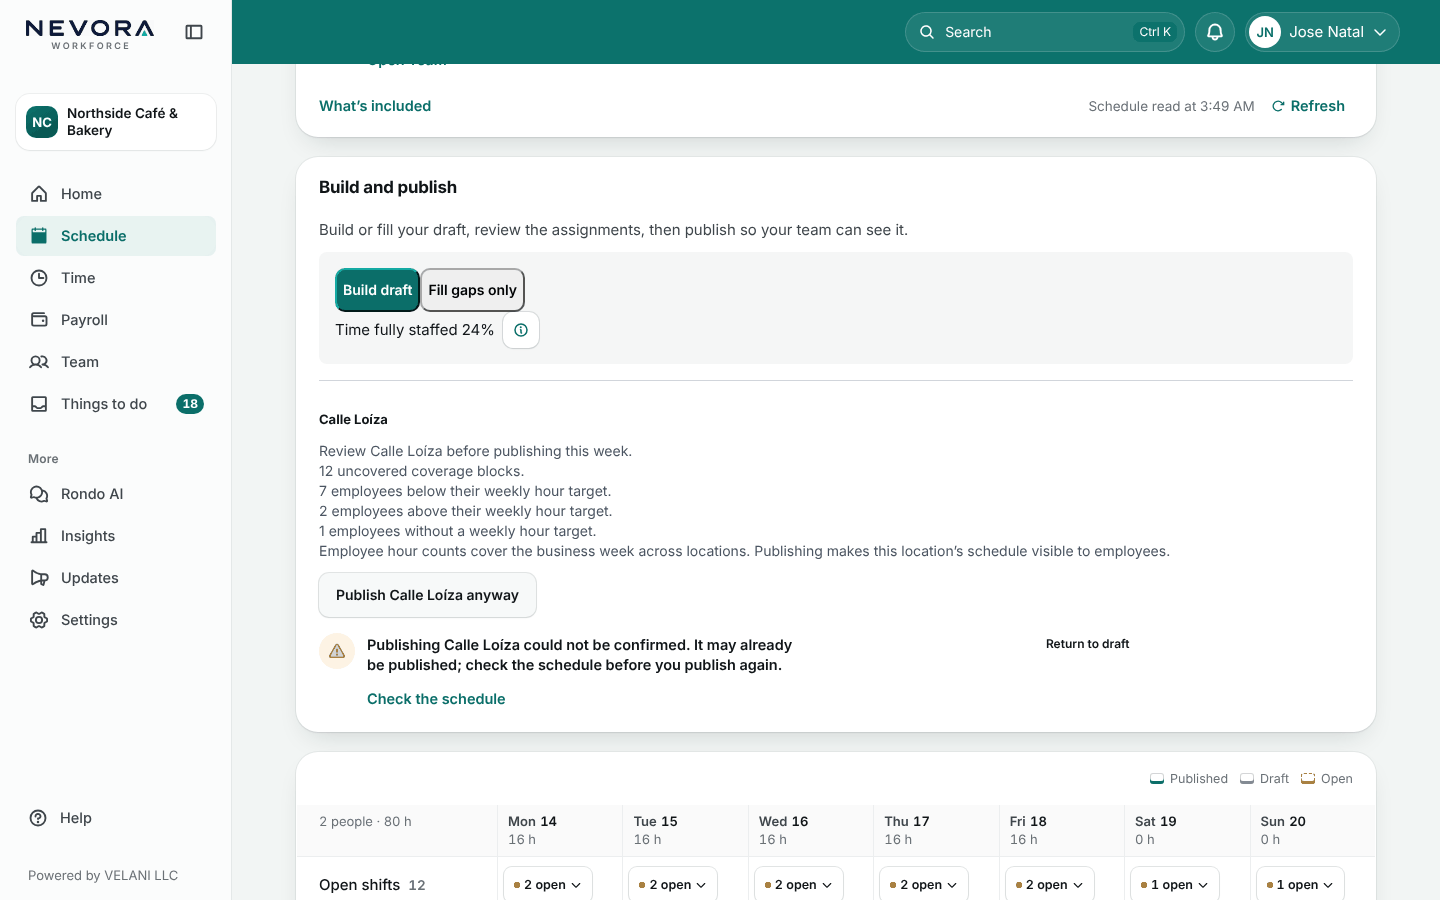 NEVORA
WORKFORCE
Search
Ctrl K
JN
Jose Natal
NC
Northside Café &
Bakery
Home
Schedule
Time
Payroll
Team
Things to do
18
More
Rondo AI
Insights
Updates
Settings
Help
Powered by VELANI LLC
Open Team
What's included
Schedule read at 3:49 AM
Refresh
Build and publish
Build or fill your draft, review the assignments, then publish so your team can see it.
Build draft
Fill gaps only
Time fully staffed 24%
Calle Loíza
Review Calle Loíza before publishing this week.
12 uncovered coverage blocks.
7 employees below their weekly hour target.
2 employees above their weekly hour target.
1 employees without a weekly hour target.
Employee hour counts cover the business week across locations. Publishing makes this location's schedule visible to employees.
Publish Calle Loíza anyway
Publishing Calle Loíza could not be confirmed. It may already
be published; check the schedule before you publish again.
Return to draft
Check the schedule
Published
Draft
Open
2 people · 80 h
Mon 14
16 h
Tue 15
16 h
Wed 16
16 h
Thu 17
16 h
Fri 18
16 h
Sat 19
0 h
Sun 20
0 h
Open shifts 12
2 open
2 open
2 open
2 open
2 open
1 open
1 open